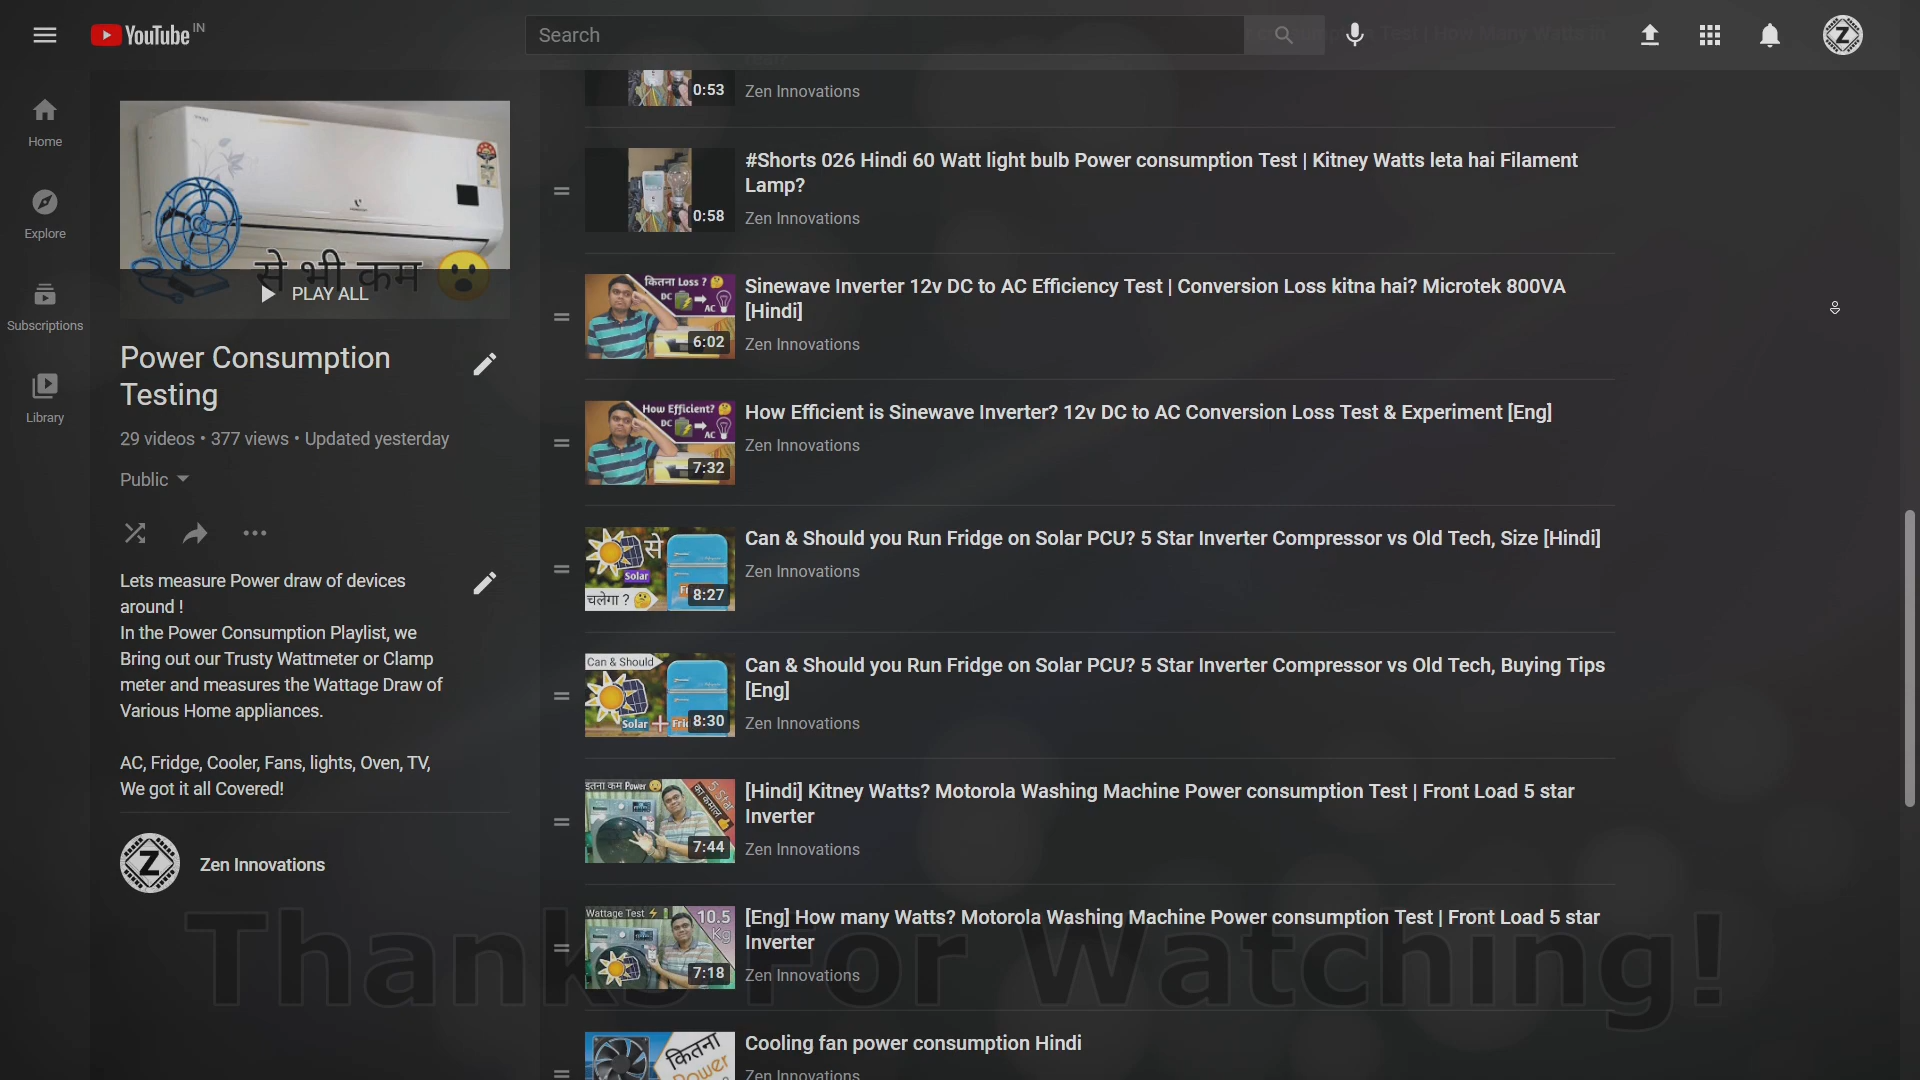 YouTube IN
Search
Home
Explore
Subscriptions
Library
से भी कम
PLAY ALL
Power Consumption
Testing
29 videos • 377 views • Updated yesterday
Public
Lets measure Power draw of devices
around !
In the Power Consumption Playlist, we
Bring out our Trusty Wattmeter or Clamp
meter and measures the Wattage Draw of
Various Home appliances.
AC, Fridge, Cooler, Fans, lights, Oven, TV,
We got it all Covered!
Z
Zen Innovations
0:53
Zen Innovations
#Shorts 026 Hindi 60 Watt light bulb Power consumption Test | Kitney Watts leta hai Filament
Lamp?
0:58
Zen Innovations
कितना Loss ?
DC
AC
6:02
Sinewave Inverter 12v DC to AC Efficiency Test | Conversion Loss kitna hai? Microtek 800VA
[Hindi]
Zen Innovations
How Efficient?
DC
AC
7:32
How Efficient is Sinewave Inverter? 12v DC to AC Conversion Loss Test & Experiment [Eng]
Zen Innovations
से
Solar
चलेगा ?
8:27
Can & Should you Run Fridge on Solar PCU? 5 Star Inverter Compressor vs Old Tech, Size [Hindi]
Zen Innovations
Can & Should
Solar
8:30
Can & Should you Run Fridge on Solar PCU? 5 Star Inverter Compressor vs Old Tech, Buying Tips
[Eng]
Zen Innovations
इतना कम Power
5 Star
का कमाल
7:44
[Hindi] Kitney Watts? Motorola Washing Machine Power consumption Test | Front Load 5 star
Inverter
Zen Innovations
Wattage Test
10.5
Kg
7:18
[Eng] How many Watts? Motorola Washing Machine Power consumption Test | Front Load 5 star
Inverter
Zen Innovations
कितना
Power
Cooling fan power consumption Hindi
Zen Innovations
Thanks For Watching!